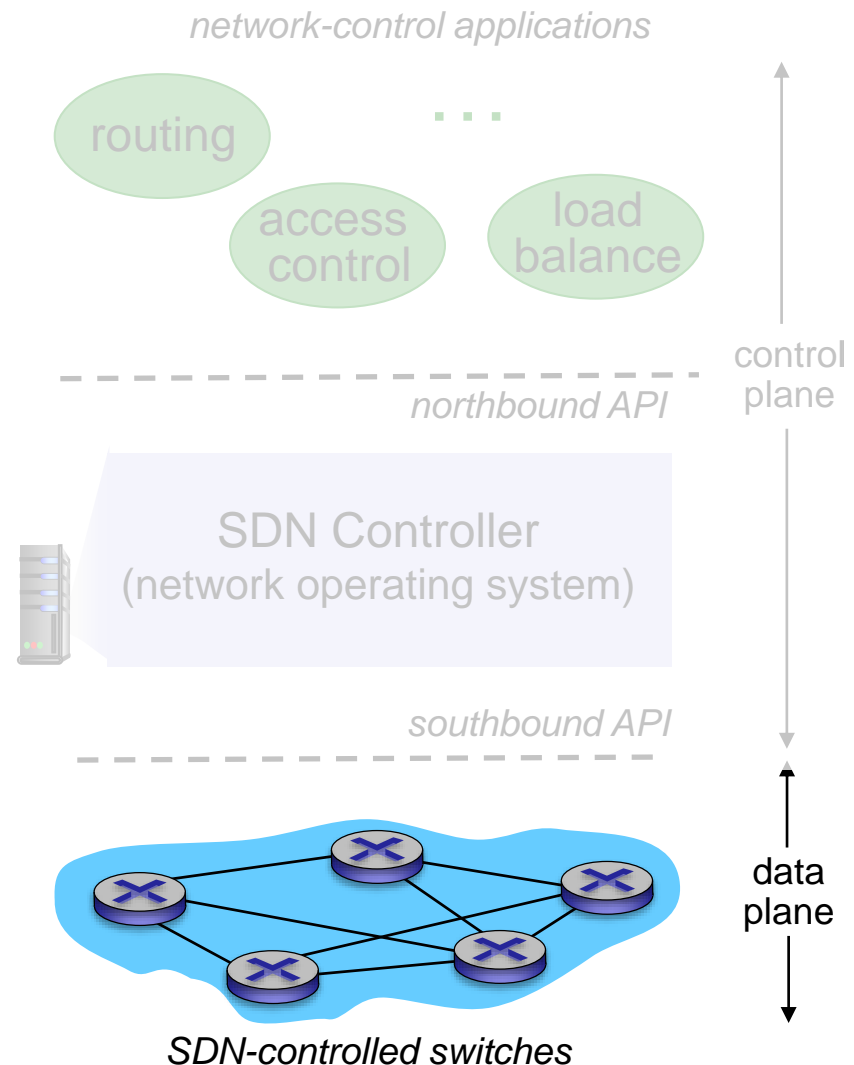 network-control applications
routing
...
access
control
load
balance
control
plane
northbound API
SDN Controller
(network operating system)
southbound API
data
plane
SDN-controlled switches